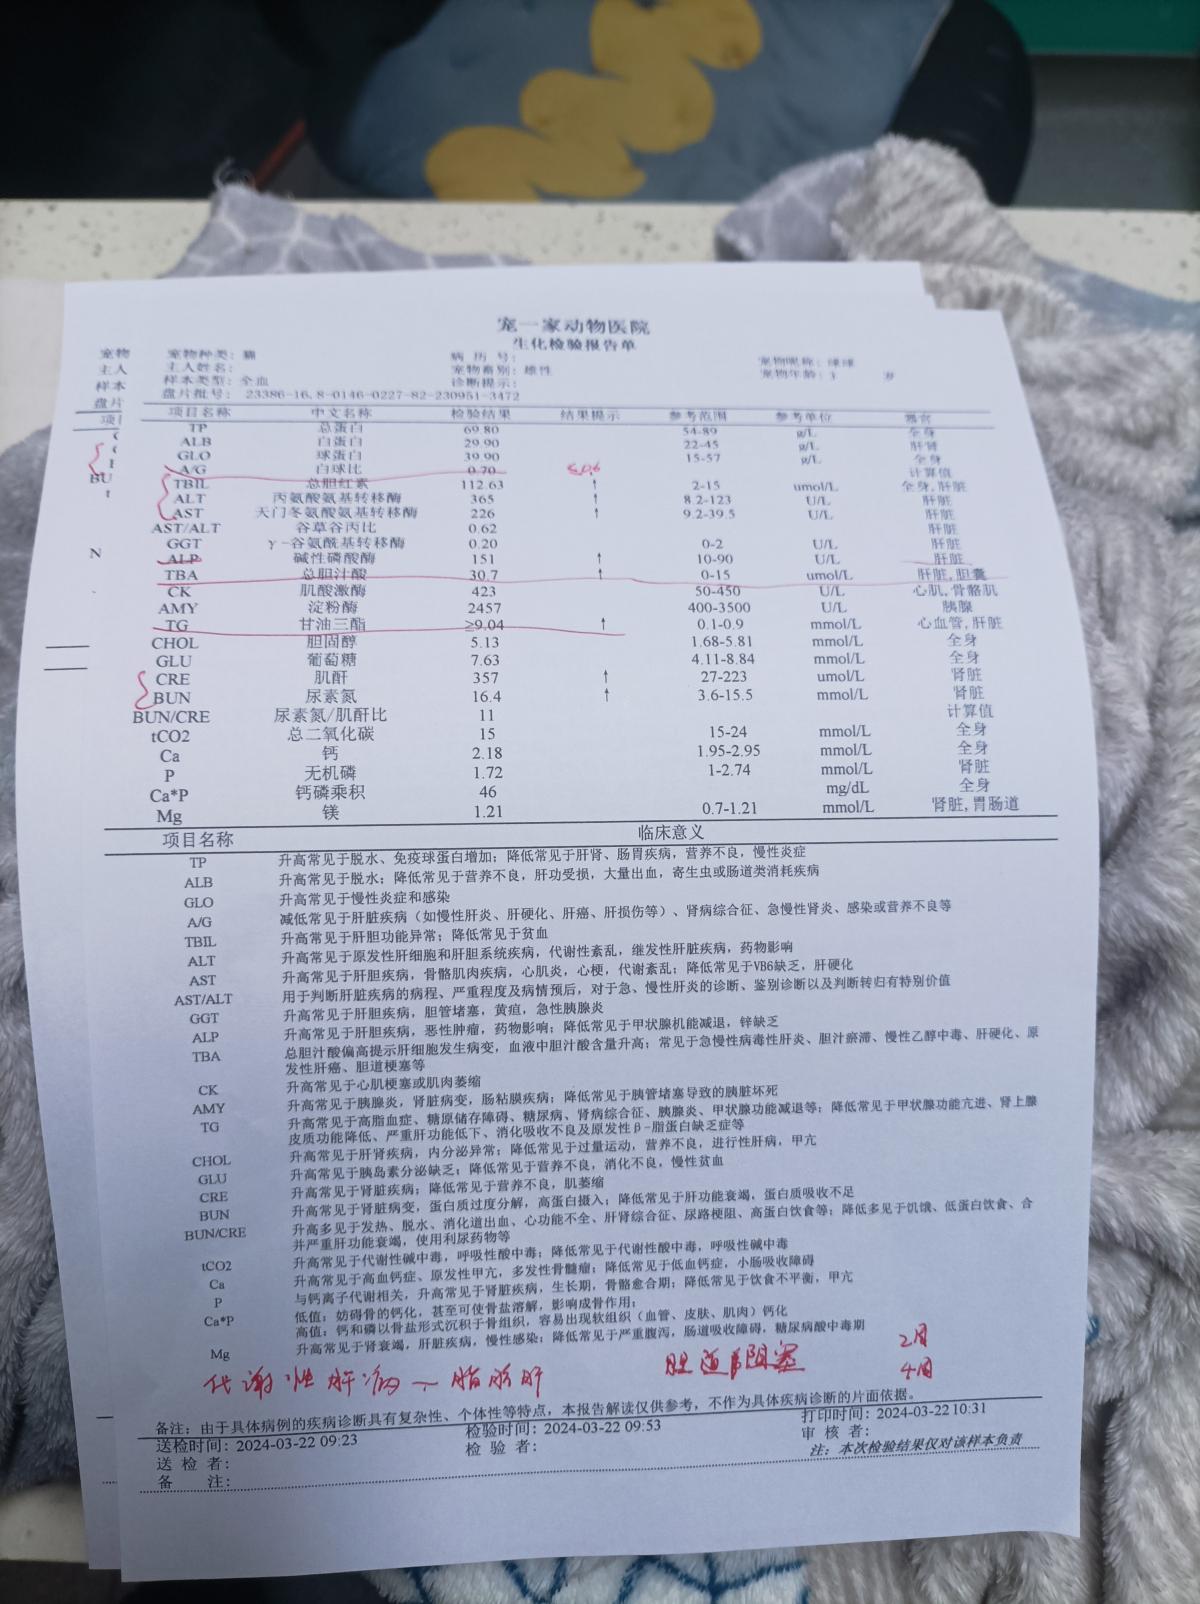 宠一家动物医院
生化检验报告单
宠物 宠物种类：猫 病 历 号： 宠物昵称：球球
主人 主人姓名： 宠物畜别：雄性 宠物年龄：3 岁
样本 样本类型：全血 诊断提示：
盘片 盘片批号：23386-16.8-0146-0227-82-230951-3472
项目名称 中文名称 检验结果 结果提示 参考范围 参考单位 器官
TP 总蛋白 69.80 54-89 g/L 全身
ALB 白蛋白 29.90 22-45 g/L 肝肾
GLO 球蛋白 39.90 15-57 g/L 全身
A/G 白球比 0.70 ≤0.6 计算值
TBIL 总胆红素 112.63 ↑ 2-15 umol/L 全身,肝脏
ALT 丙氨酸氨基转移酶 365 ↑ 8.2-123 U/L 肝脏
AST 天门冬氨酸氨基转移酶 226 ↑ 9.2-39.5 U/L 肝脏
AST/ALT 谷草谷丙比 0.62 肝脏
GGT γ-谷氨酰基转移酶 0.20 0-2 U/L 肝脏
ALP 碱性磷酸酶 151 ↑ 10-90 U/L 肝脏
TBA 总胆汁酸 30.7 ↑ 0-15 umol/L 肝脏,胆囊
CK 肌酸激酶 423 50-450 U/L 心肌,骨骼肌
AMY 淀粉酶 2457 400-3500 U/L 胰腺
TG 甘油三酯 ≥9.04 ↑ 0.1-0.9 mmol/L 心血管,肝脏
CHOL 胆固醇 5.13 1.68-5.81 mmol/L 全身
GLU 葡萄糖 7.63 4.11-8.84 mmol/L 全身
CRE 肌酐 357 ↑ 27-223 umol/L 肾脏
BUN 尿素氮 16.4 ↑ 3.6-15.5 mmol/L 肾脏
BUN/CRE 尿素氮/肌酐比 11 计算值
tCO2 总二氧化碳 15 15-24 mmol/L 全身
Ca 钙 2.18 1.95-2.95 mmol/L 全身
P 无机磷 1.72 1-2.74 mmol/L 肾脏
Ca*P 钙磷乘积 46 mg/dL 全身
Mg 镁 1.21 0.7-1.21 mmol/L 肾脏,胃肠道
项目名称 临床意义
TP 升高常见于脱水、免疫球蛋白增加；降低常见于肝肾、肠胃疾病，营养不良，慢性炎症
ALB 升高常见于脱水；降低常见于营养不良，肝功受损，大量出血，寄生虫或肠道类消耗疾病
GLO 升高常见于慢性炎症和感染
A/G 减低常见于肝脏疾病（如慢性肝炎、肝硬化、肝癌、肝损伤等）、肾病综合征、急慢性肾炎、感染或营养不良等
TBIL 升高常见于肝胆功能异常；降低常见于贫血
ALT 升高常见于原发性肝细胞和肝胆系统疾病，代谢性紊乱，继发性肝脏疾病，药物影响
AST 升高常见于肝胆疾病，骨骼肌肉疾病，心肌炎，心梗，代谢紊乱；降低常见于VB6缺乏，肝硬化
AST/ALT 用于判断肝脏疾病的病程、严重程度及病情预后，对于急、慢性肝炎的诊断、鉴别诊断以及判断转归有特别价值
GGT 升高常见于肝胆疾病，胆管堵塞，黄疸，急性胰腺炎
ALP 升高常见于肝胆疾病，恶性肿瘤，药物影响；降低常见于甲状腺机能减退，锌缺乏
TBA 总胆汁酸偏高提示肝细胞发生病变，血液中胆汁酸含量升高；常见于急慢性病毒性肝炎、胆汁淤滞、慢性乙醇中毒、肝硬化、原
发性肝癌、胆道梗塞等
CK 升高常见于心肌梗塞或肌肉萎缩
AMY 升高常见于胰腺炎，肾脏病变，肠粘膜疾病；降低常见于胰管堵塞导致的胰脏坏死
TG 升高常见于高脂血症、糖原储存障碍、糖尿病、肾病综合征、胰腺炎、甲状腺功能减退等；降低常见于甲状腺功能亢进、肾上腺
皮质功能降低、严重肝功能低下、消化吸收不良及原发性β-脂蛋白缺乏症等
CHOL 升高常见于肝肾疾病，内分泌异常；降低常见于过量运动，营养不良，进行性肝病，甲亢
GLU 升高常见于胰岛素分泌缺乏；降低常见于营养不良，消化不良，慢性贫血
CRE 升高常见于肾脏疾病；降低常见于营养不良，肌萎缩
BUN 升高常见于肾脏病变，蛋白质过度分解，高蛋白摄入；降低常见于肝功能衰竭，蛋白质吸收不足
BUN/CRE 升高多见于发热、脱水、消化道出血、心功能不全、肝肾综合征、尿路梗阻、高蛋白饮食等；降低多见于饥饿、低蛋白饮食、合
并严重肝功能衰竭，使用利尿药物等
tCO2 升高常见于代谢性碱中毒，呼吸性酸中毒；降低常见于代谢性酸中毒，呼吸性碱中毒
Ca 升高常见于高血钙症、原发性甲亢，多发性骨髓瘤；降低常见于低血钙症，小肠吸收障碍
P 与钙离子代谢相关，升高常见于肾脏疾病，生长期，骨骼愈合期；降低常见于饮食不平衡，甲亢
Ca*P 低值：妨碍骨的钙化，甚至可使骨盐溶解，影响成骨作用；
高值：钙和磷以骨盐形式沉积于骨组织，容易出现软组织（血管、皮肤、肌肉）钙化
Mg 升高常见于肾衰竭，肝脏疾病，慢性感染；降低常见于严重腹泻，肠道吸收障碍，糖尿病酸中毒期
代谢性肝病～脂肪肝 胆道阻塞 2月
4月
备注：由于具体病例的疾病诊断具有复杂性、个体性等特点，本报告解读仅供参考，不作为具体疾病诊断的片面依据。
送检时间：2024-03-22 09:23 检验时间：2024-03-22 09:53 打印时间：2024-03-22 10:31
送 检 者： 检 验 者： 审 核 者：
备 注： 注：本次检验结果仅对该样本负责